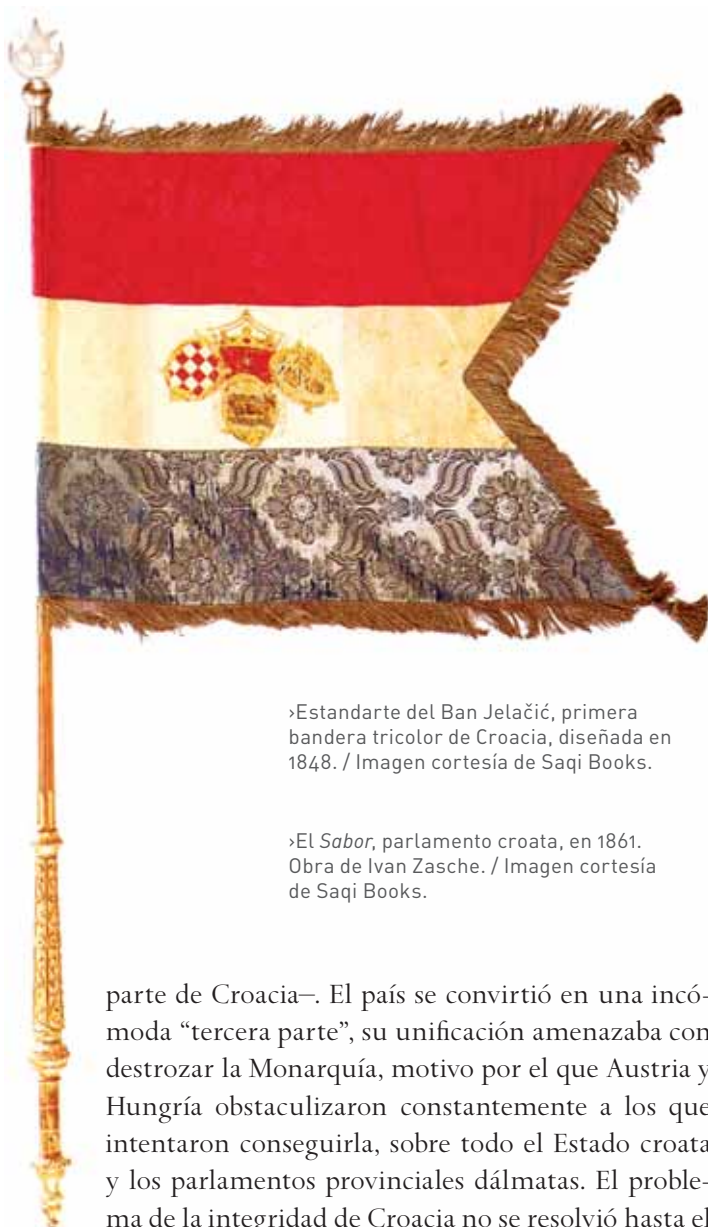 ›Estandarte del Ban Jelačić, primera
bandera tricolor de Croacia, diseñada en
1848. / Imagen cortesía de Saqi Books.
›El Sabor, parlamento croata, en 1861.
Obra de Ivan Zasche. / Imagen cortesía
de Saqi Books.
parte de Croacia–. El país se convirtió en una incó-
moda “tercera parte”, su unificación amenazaba con
destrozar la Monarquía, motivo por el que Austria y
Hungría obstaculizaron constantemente a los que
intentaron conseguirla, sobre todo el Estado croata
y los parlamentos provinciales dálmatas. El proble-
ma de la integridad de Croacia no se resolvió hasta el